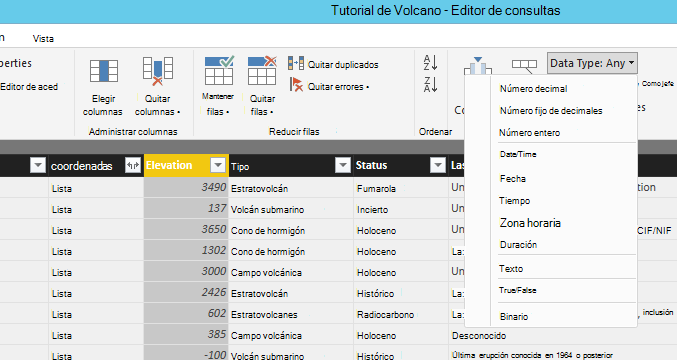 Tutorial de Volcano - Editor de consultas
Vista
operties
Editor de aced
Elegir
columnas
Quitar
columnas •
Administrar columnas
Mantener
filas •
Quitar
filas •
Quitar duplicados
Quitar errores •
Reducir filas
A
Z
Z
A
Ordenar
Data Type: Any
Como jefe
es
Número decimal
Número fijo de decimales
Número entero
Date/Time
Fecha
Tiempo
Zona horaria
Duración
Texto
True/False
Binario
coordenadas Elevation Tipo Status Las
Lista 3490 Estratovolcán Fumarola Un
Lista 137 Volcán submarino Incierto Un
Lista 3650 Cono de hormigón Holoceno Un CIF/NIF
Lista 1302 Cono de hormigón Holoceno La:
Lista 3000 Campo volcánica Holoceno Un
Lista 2426 Estratovolcán Histórico La:
Lista 602 Estratovolcanes Radiocarbono La: , inclusión
Lista 385 Campo volcánica Holoceno Desconocido
Lista -100 Volcán submarino Histórico Última erupción conocida en 1964 o posterior